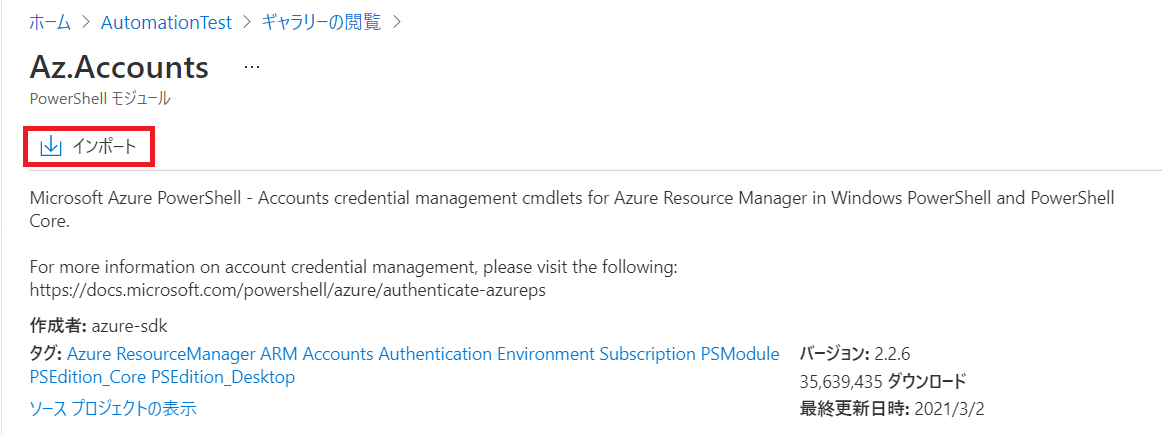 ホーム > AutomationTest > ギャラリーの閲覧 >
Az.Accounts ...
PowerShell モジュール
インポート
Microsoft Azure PowerShell - Accounts credential management cmdlets for Azure Resource Manager in Windows PowerShell and PowerShell
Core.
For more information on account credential management, please visit the following:
https://docs.microsoft.com/powershell/azure/authenticate-azureps
作成者: azure-sdk
タグ: Azure ResourceManager ARM Accounts Authentication Environment Subscription PSModule
PSEdition_Core PSEdition_Desktop
ソース プロジェクトの表示
バージョン: 2.2.6
35,639,435 ダウンロード
最終更新日時: 2021/3/2